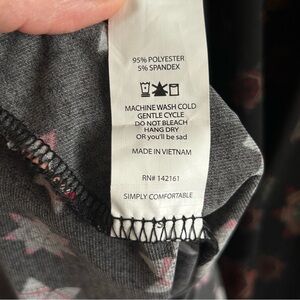 95% POLYESTER
5% SPANDEX
MACHINE WASH COLD
GENTLE CYCLE
DO NOT BLEACH
HANG DRY
OR you'll be sad
MADE IN VIETNAM
RN# 142161
SIMPLY COMFORTABLE